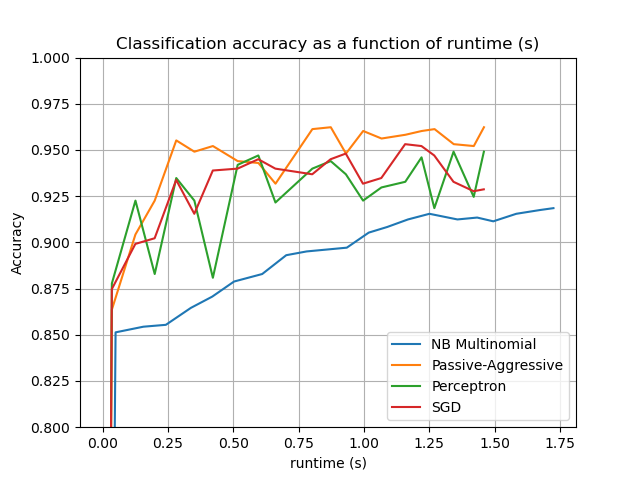 Classification accuracy as a function of runtime (s)
1.000
0.975
0.950
0.925
0.900
0.875
0.850
0.825
0.800
Accuracy
NB Multinomial
Passive-Aggressive
Perceptron
SGD
0.00 0.25 0.50 0.75 1.00 1.25 1.50 1.75
runtime (s)